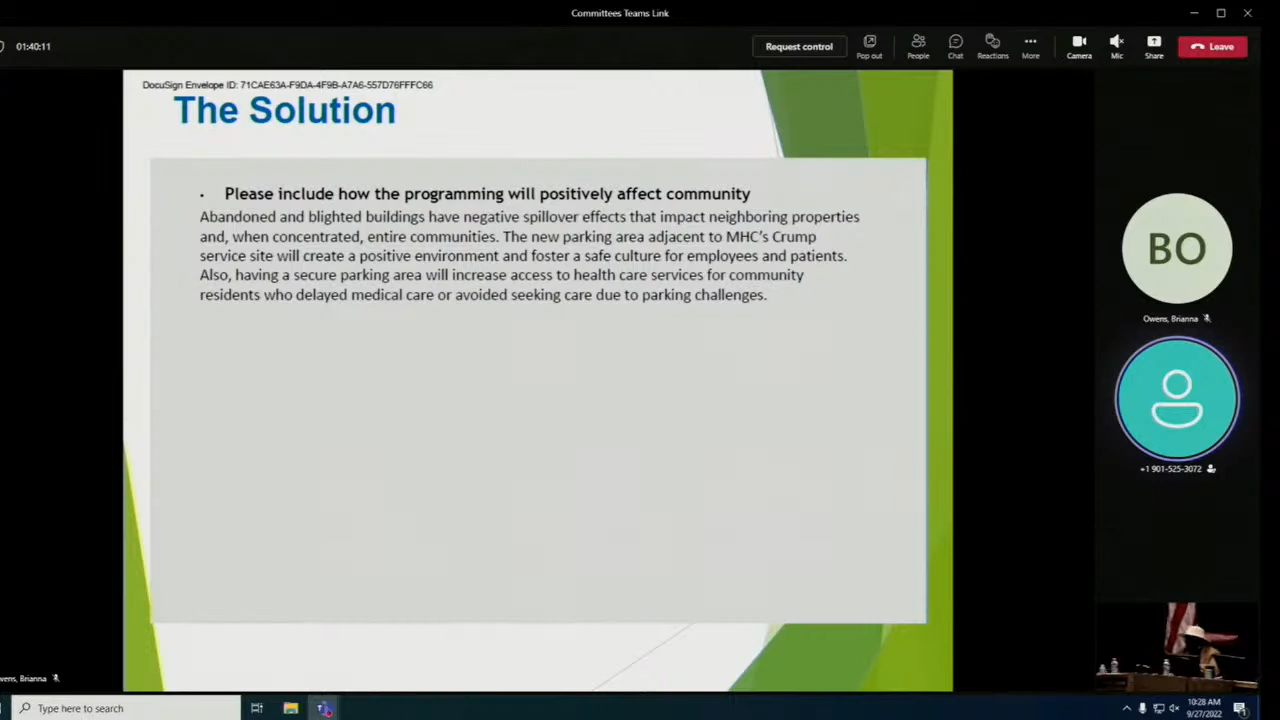 Committees Teams Link
01:40:11
Request control
Pop out
People
Chat
Reactions
More
Camera
Mic
Share
Leave
DocuSign Envelope ID: 71CAE63A-F9DA-4F9B-A7A6-557D76FFFC66
The Solution
• Please include how the programming will positively affect community
Abandoned and blighted buildings have negative spillover effects that impact neighboring properties
and, when concentrated, entire communities. The new parking area adjacent to MHC's Crump
service site will create a positive environment and foster a safe culture for employees and patients.
Also, having a secure parking area will increase access to health care services for community
residents who delayed medical care or avoided seeking care due to parking challenges.
BO
Owens, Brianna
+1 901-525-3072
wens, Brianna
Type here to search
10:28 AM
9/27/2022